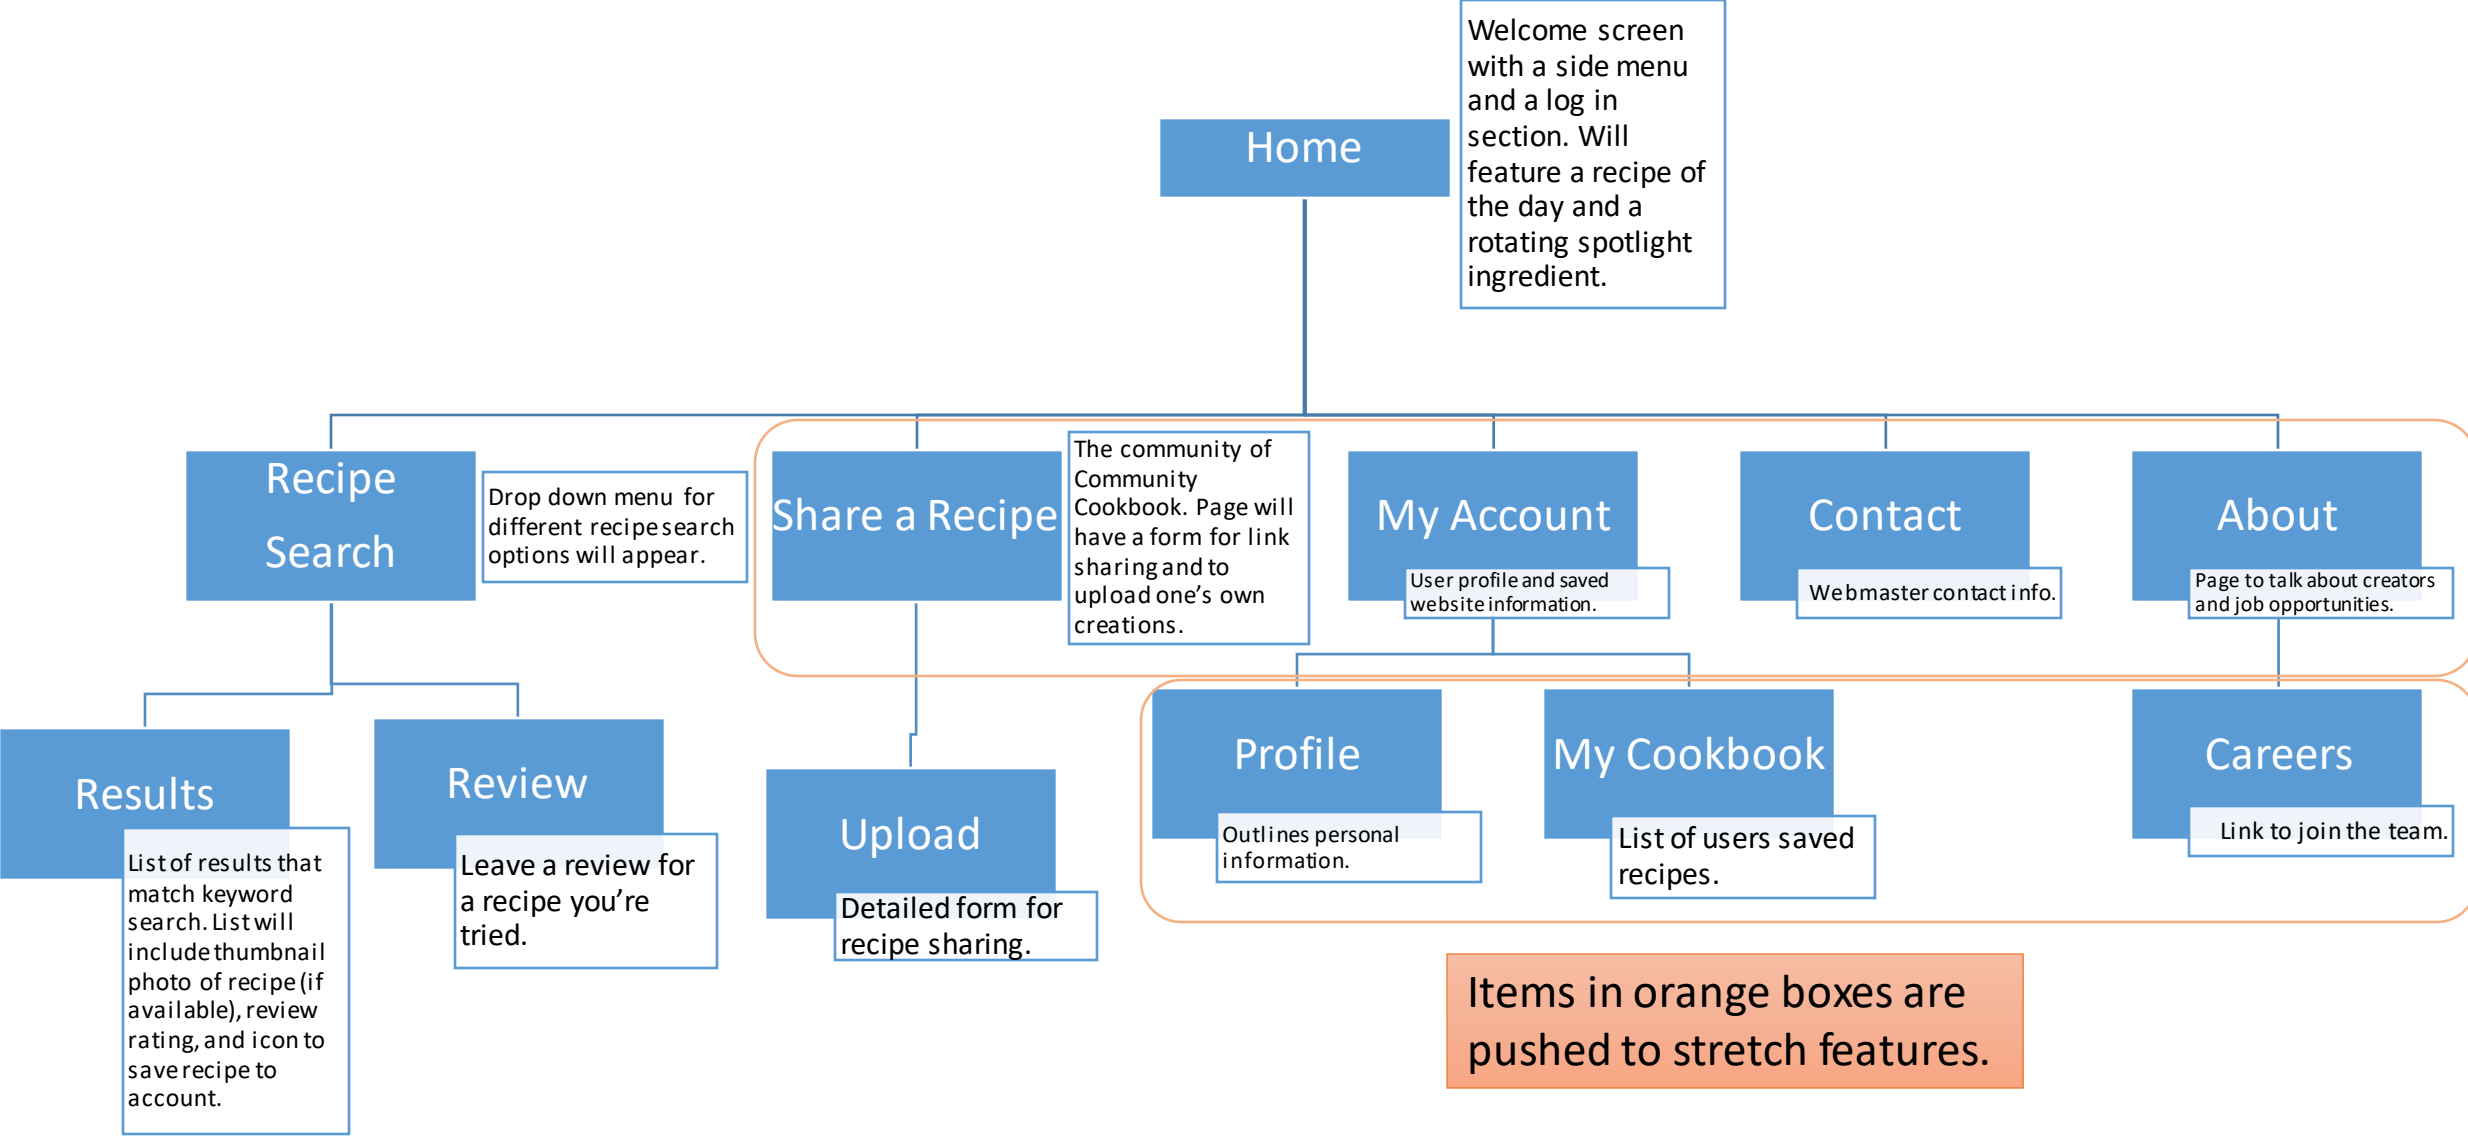 Home
Welcome screen
with a side menu
and a log in
section. Will
feature a recipe of
the day and a
rotating spotlight
ingredient.
Recipe
Search
Drop down menu for
different recipe search
options will appear.
Share a Recipe
The community of
Community
Cookbook. Page will
have a form for link
sharing and to
upload one’s own
creations.
My Account
User profile and saved
website information.
Contact
Webmaster contact info.
About
Page to talk about creators
and job opportunities.
Results
List of results that
match keyword
search. List will
include thumbnail
photo of recipe (if
available), review
rating, and icon to
save recipe to
account.
Review
Leave a review for
a recipe you’re
tried.
Upload
Detailed form for
recipe sharing.
Profile
Outlines personal
information.
My Cookbook
List of users saved
recipes.
Careers
Link to join the team.
Items in orange boxes are
pushed to stretch features.